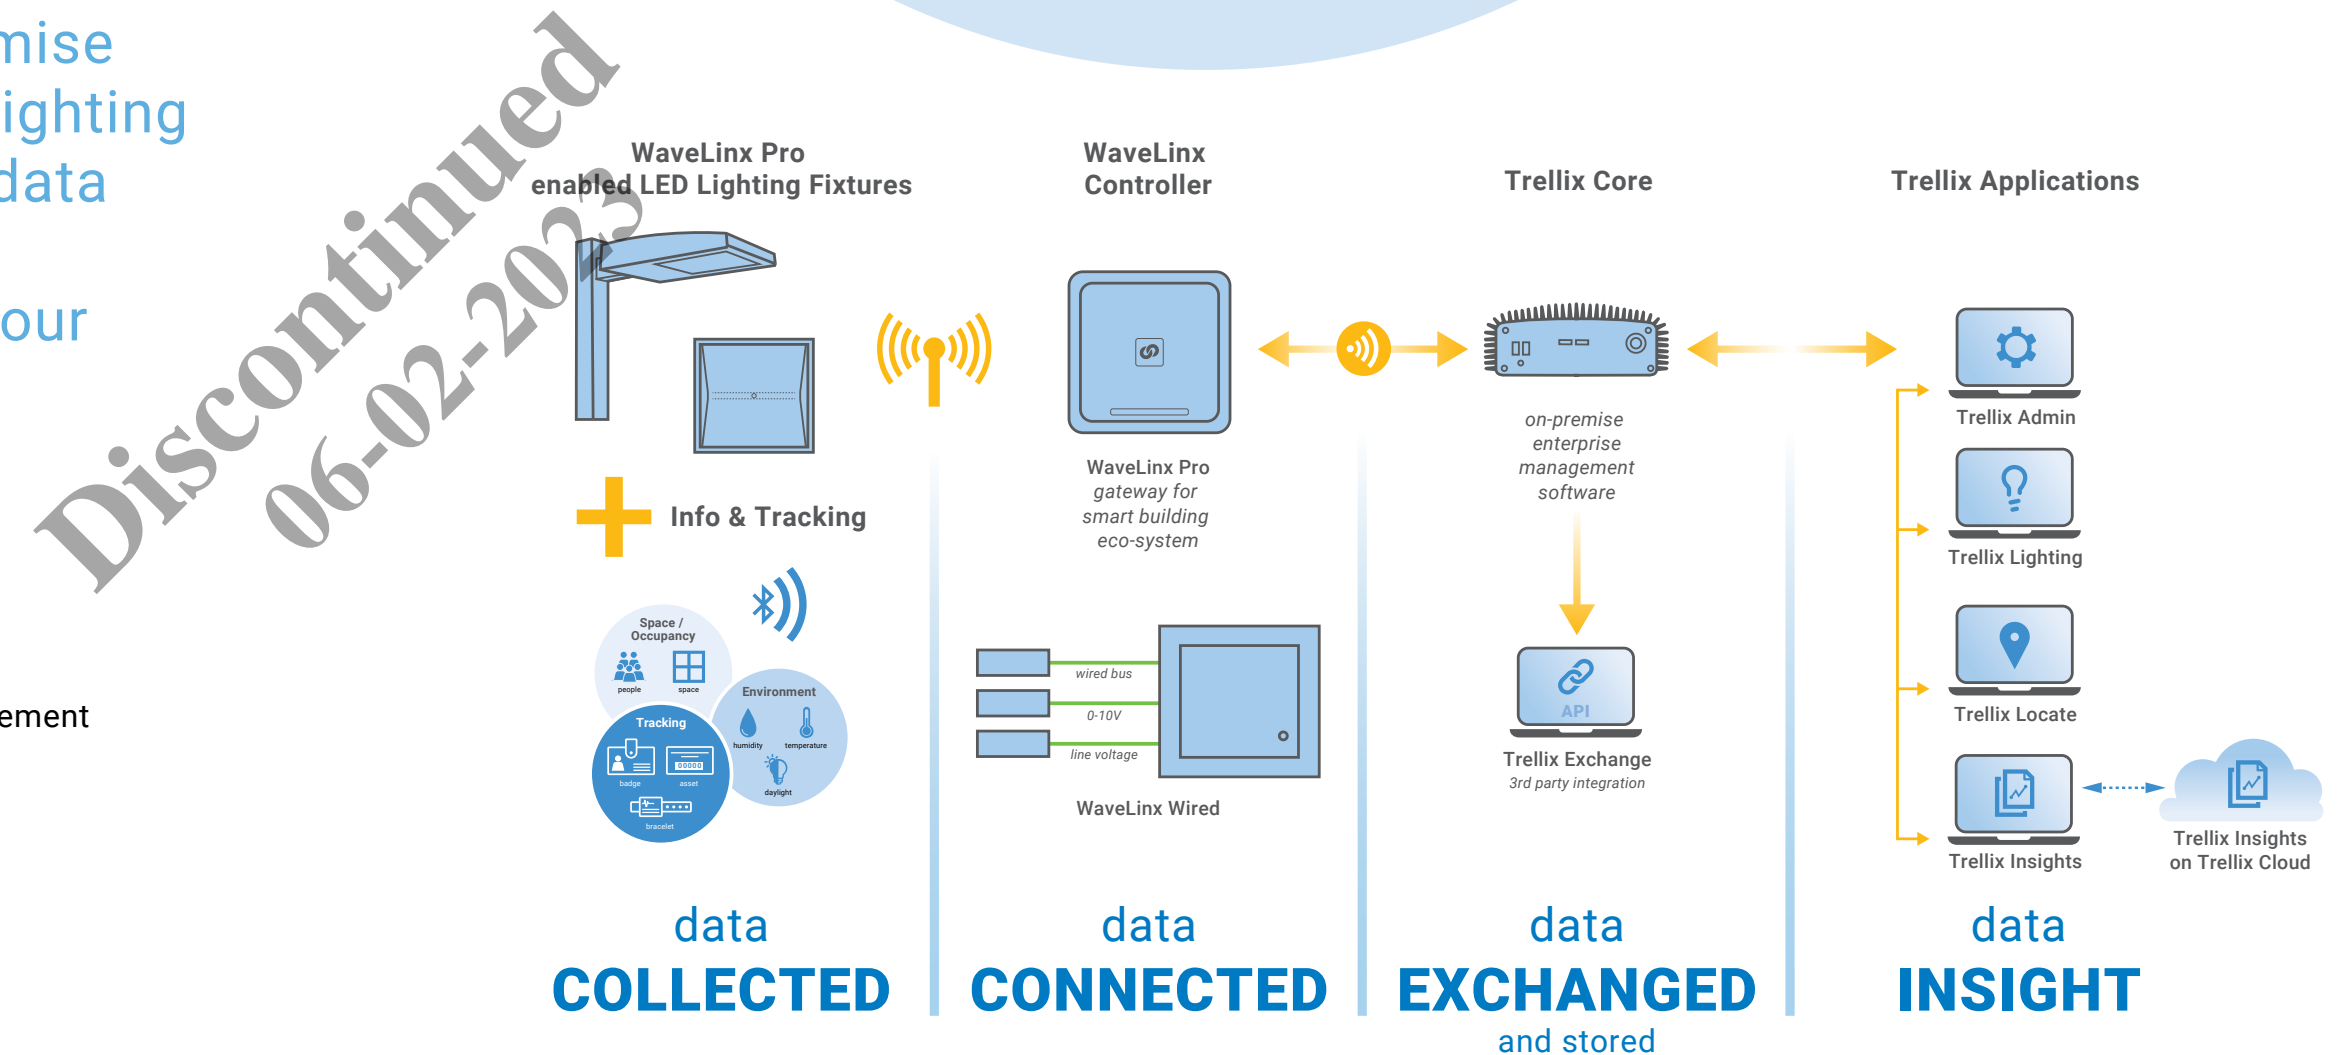 mise
ighting
data
our
ement
Discontinued
06-02-2023
WaveLinx Pro
enabled LED Lighting Fixtures
Info & Tracking
Space /
Occupancy
people
space
Environment
humidity
temperature
daylight
Tracking
badge
00000
asset
bracelet
data
COLLECTED
WaveLinx
Controller
WaveLinx Pro
gateway for
smart building
eco-system
wired bus
0-10V
line voltage
WaveLinx Wired
data
CONNECTED
Trellix Core
on-premise
enterprise
management
software
API
Trellix Exchange
3rd party integration
data
EXCHANGED
and stored
Trellix Applications
Trellix Admin
Trellix Lighting
Trellix Locate
Trellix Insights
Trellix Insights
on Trellix Cloud
data
INSIGHT